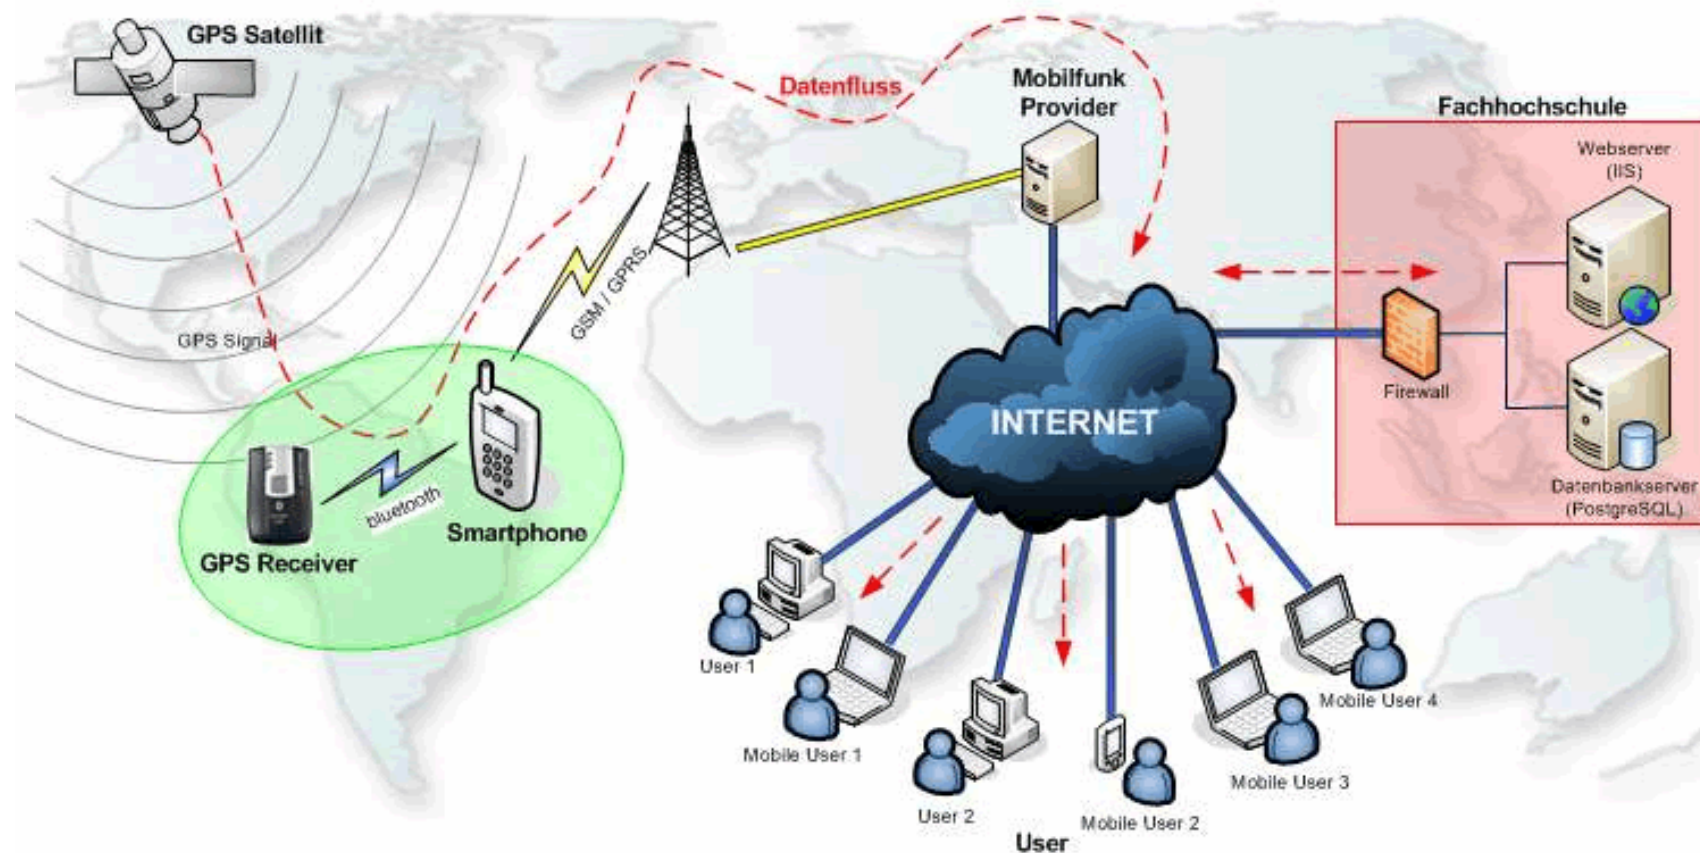 GPS Satellit
Datenfluss
Mobilfunk
Provider
Fachhochschule
Webserver
(IIS)
GSM / GPRS
GPS Signal
Firewall
INTERNET
bluetooth
Smartphone
GPS Receiver
Datenbankserver
(PostgreSQL)
User 1
Mobile User 1
User 2
Mobile User 2
Mobile User 3
Mobile User 4
User